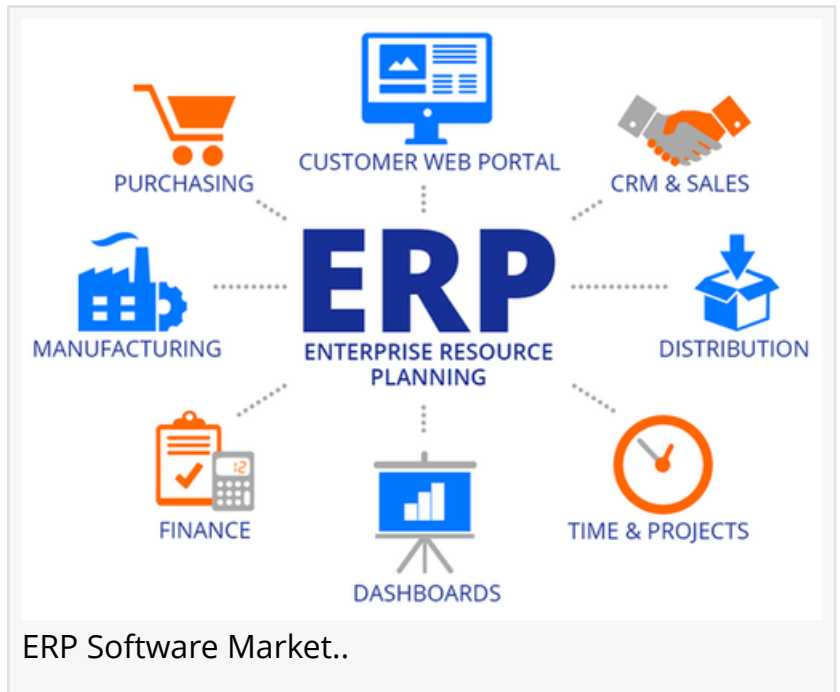 CUSTOMER WEB PORTAL
PURCHASING
CRM & SALES
ERP
ENTERPRISE RESOURCE
PLANNING
MANUFACTURING
DISTRIBUTION
12
FINANCE
TIME & PROJECTS
DASHBOARDS
ERP Software Market..